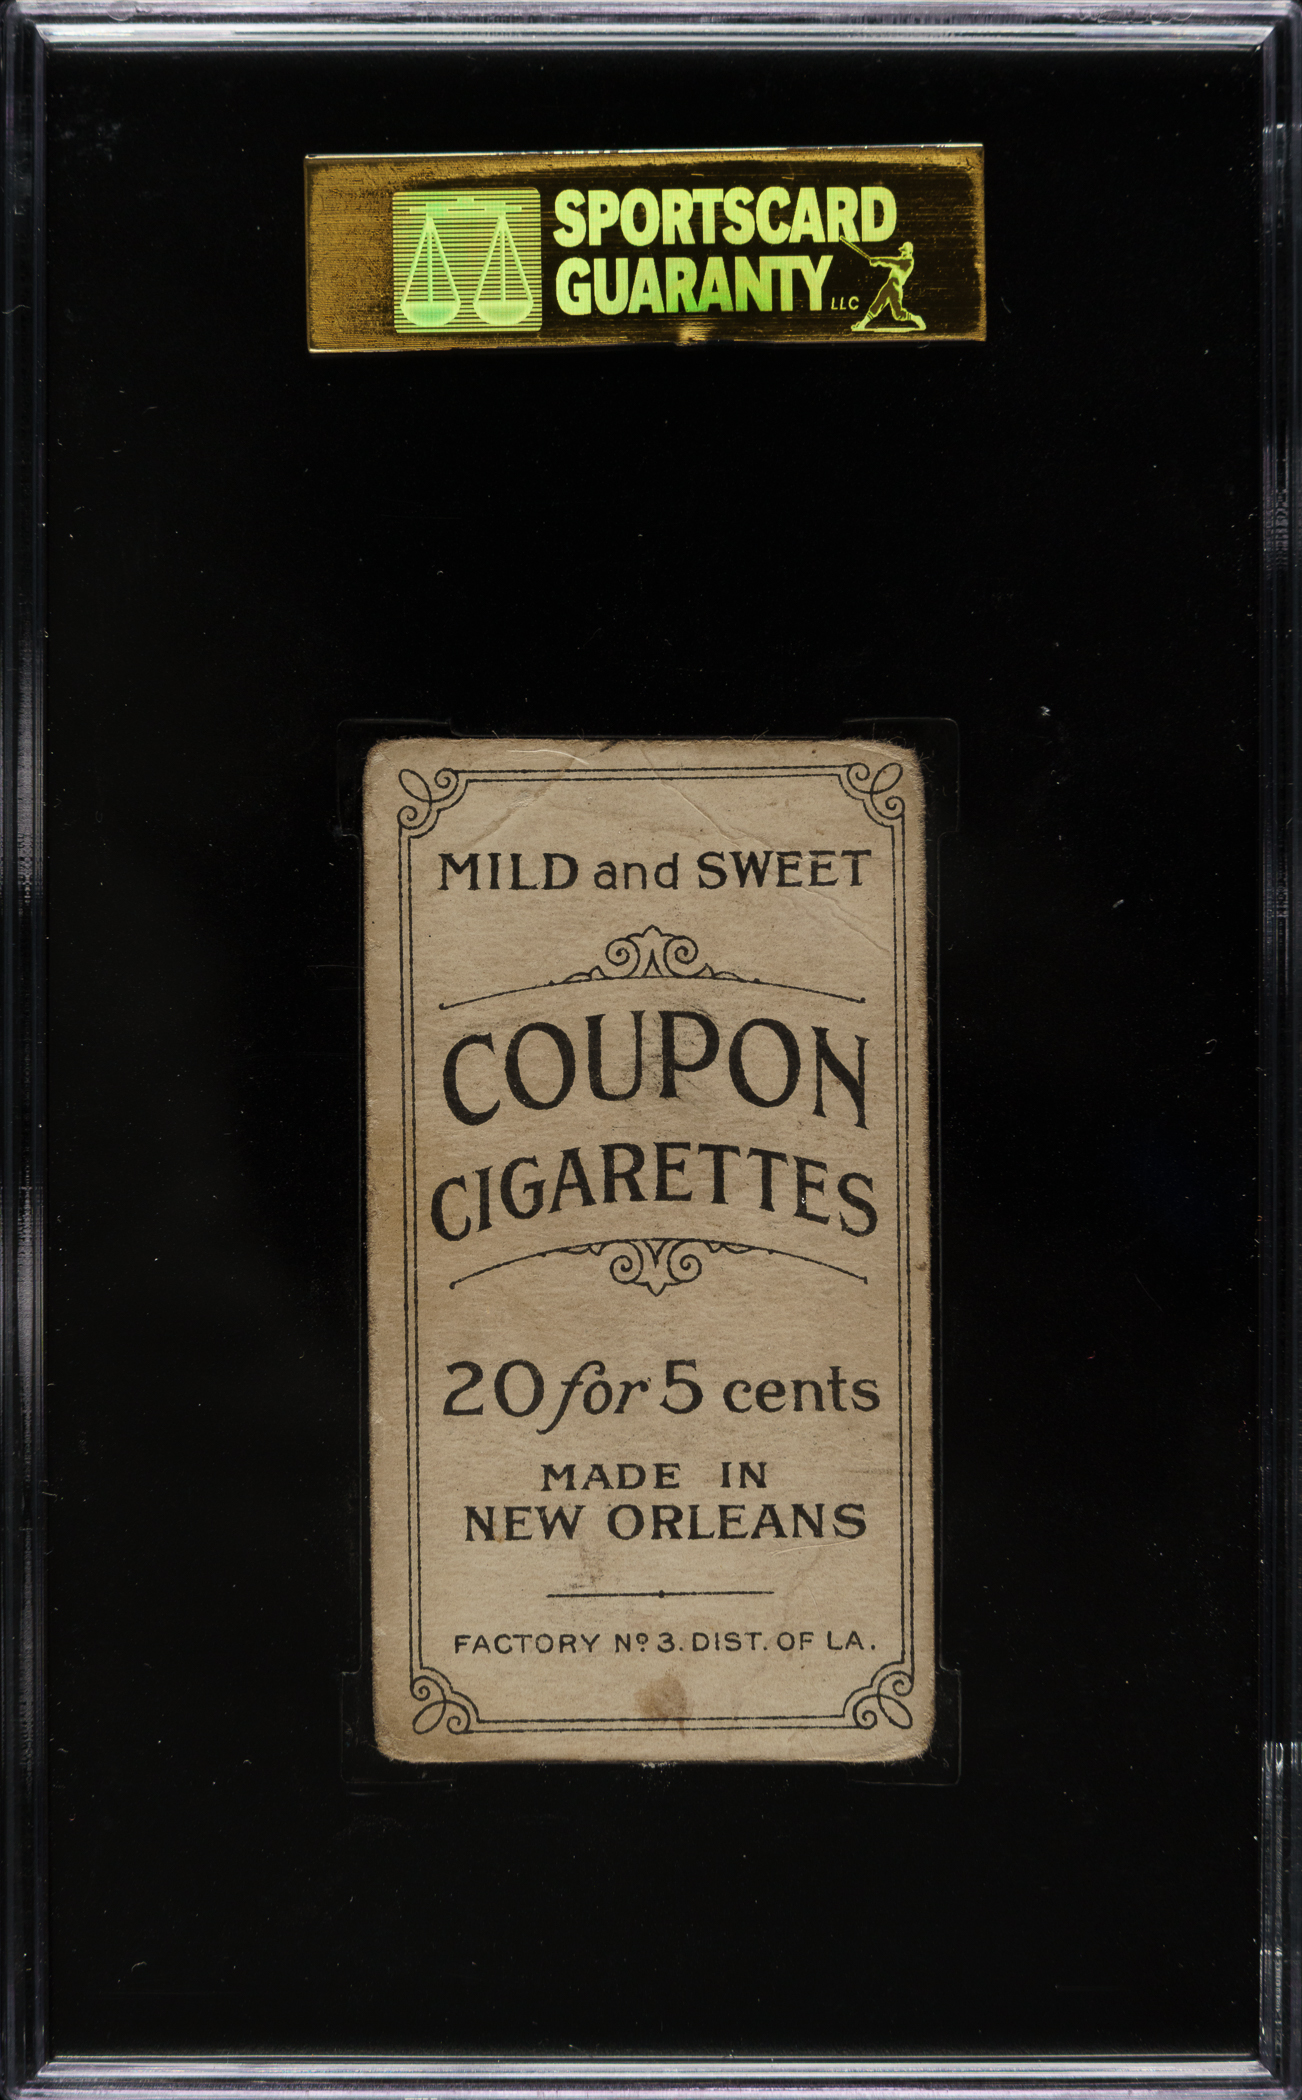 SPORTSCARD
GUARANTY LLC
MILD and SWEET
COUPON
CIGARETTES
20 for 5 cents
MADE IN
NEW ORLEANS
FACTORY Nº 3. DIST. OF LA.